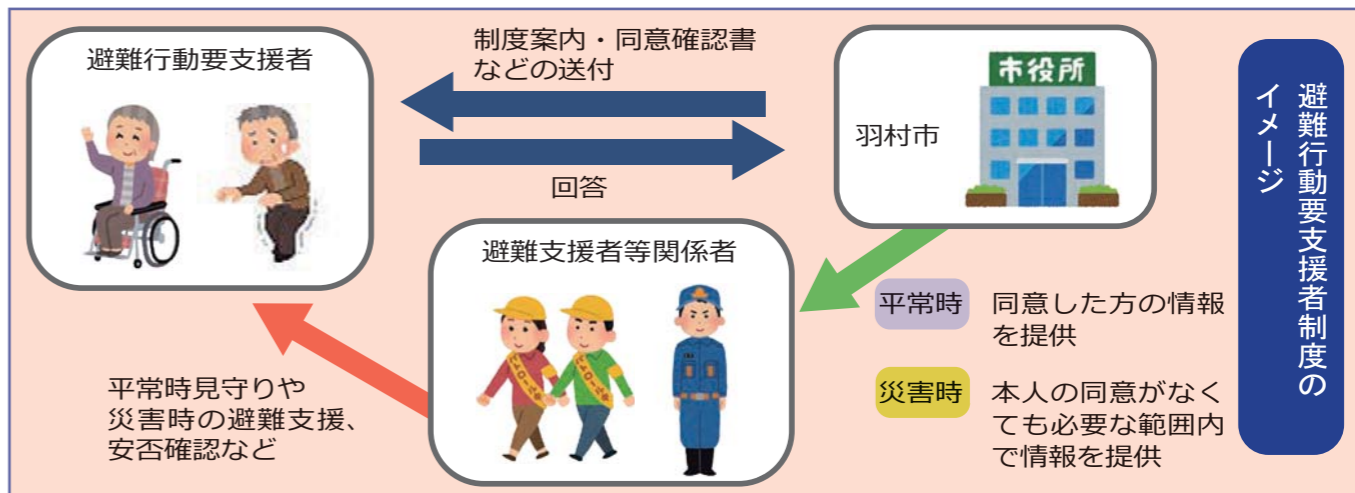 避難行動要支援者制度の
イメージ
避難行動要支援者
制度案内・同意確認書
などの送付
回答
市役所
羽村市
避難支援者等関係者
平常時
同意した方の情報
を提供
災害時
本人の同意がなく
ても必要な範囲内
で情報を提供
平常時見守りや
災害時の避難支援、
安否確認など